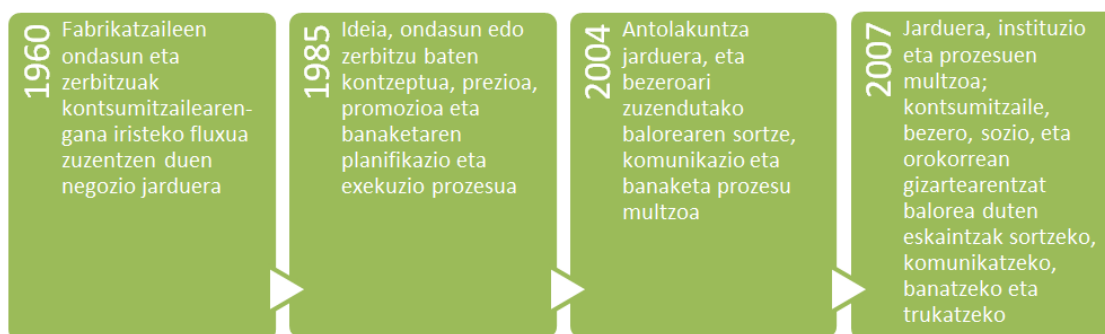 1960
Fabrikatzaileen
ondasun eta
zerbitzuak
kontsumitzailearen-
gana iristeko fluxua
zuzentzen duen
negozio jarduera
1985
Ideia, ondasun edo
zerbitzu baten
kontzeptua, prezioa,
promozioa eta
banaketaren
planifikazio eta
exekuzio prozesua
2004
Antolakuntza
jarduera, eta
bezeroari
zuzendutako
balorearen sortze,
komunikazio eta
banaketa prozesu
multzoa
2007
Jarduera, instituzio
eta prozesuen
multzoa;
kontsumitzaile,
bezero, sozio, eta
orokorrean
gizartearentzat
balorea duten
eskaintzak sortzeko,
komunikatzeko,
banatzeko eta
trukatzeko